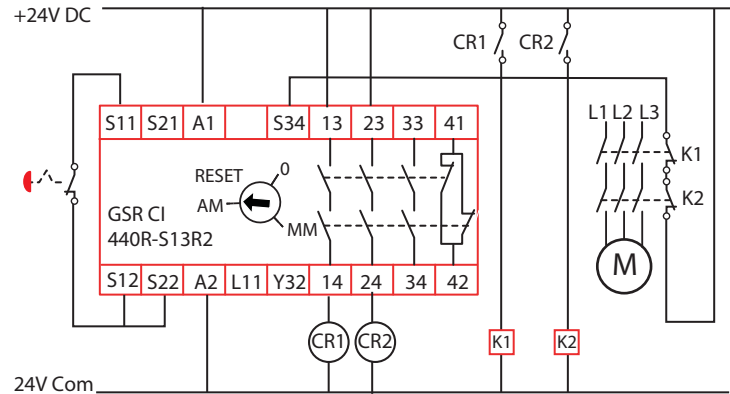 +24V DC
CR1 CR2
S11 S21 A1 S34 13 23 33 41
L1 L2 L3
RESET 0
K1
AM
K2
GSR CI MM
440R-S13R2
M
S12 S22 A2 L11 Y32 14 24 34 42
CR1 CR2 K1 K2
24V Com